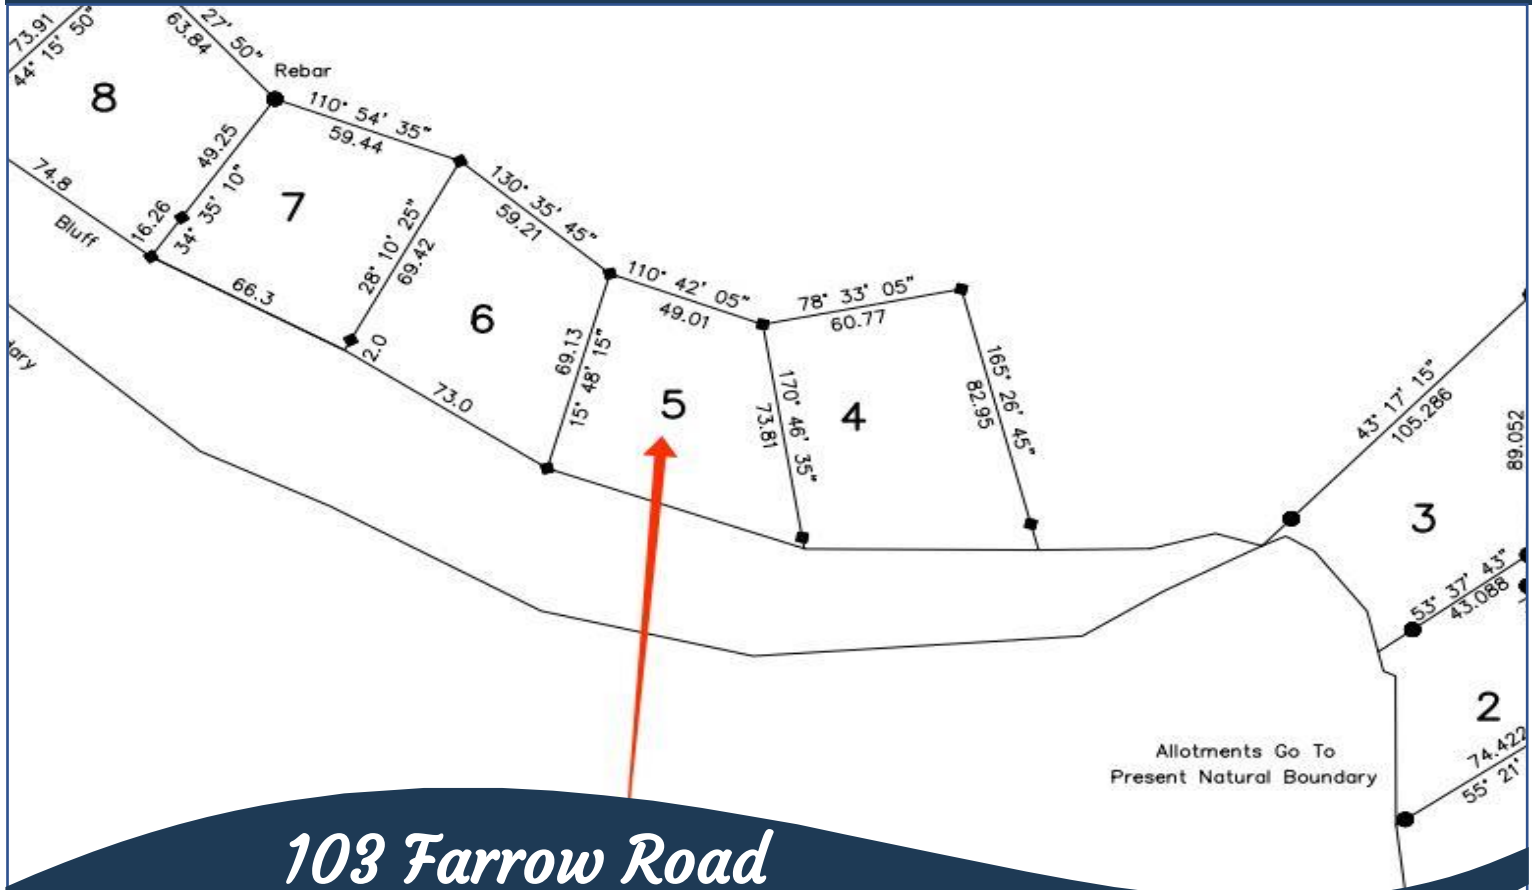 73.91
44° 15' 50"
27' 50"
63.84
Rebar
8
110° 54' 35"
59.44
49.25
34° 35' 10"
16.26
74.8
Bluff
7
130° 35' 45"
59.21
28° 10' 25"
69.42
66.3
2.0
6
110° 42' 05"
49.01
78° 33' 05"
60.77
69.13
15° 48' 15"
73.0
5
170° 46' 35"
73.81
4
165° 26' 45"
82.95
43° 17' 15"
105.286
89.052
3
53° 37' 43"
43.088
2
74.422
55° 21'
Allotments Go To
Present Natural Boundary
103 Farrow Road